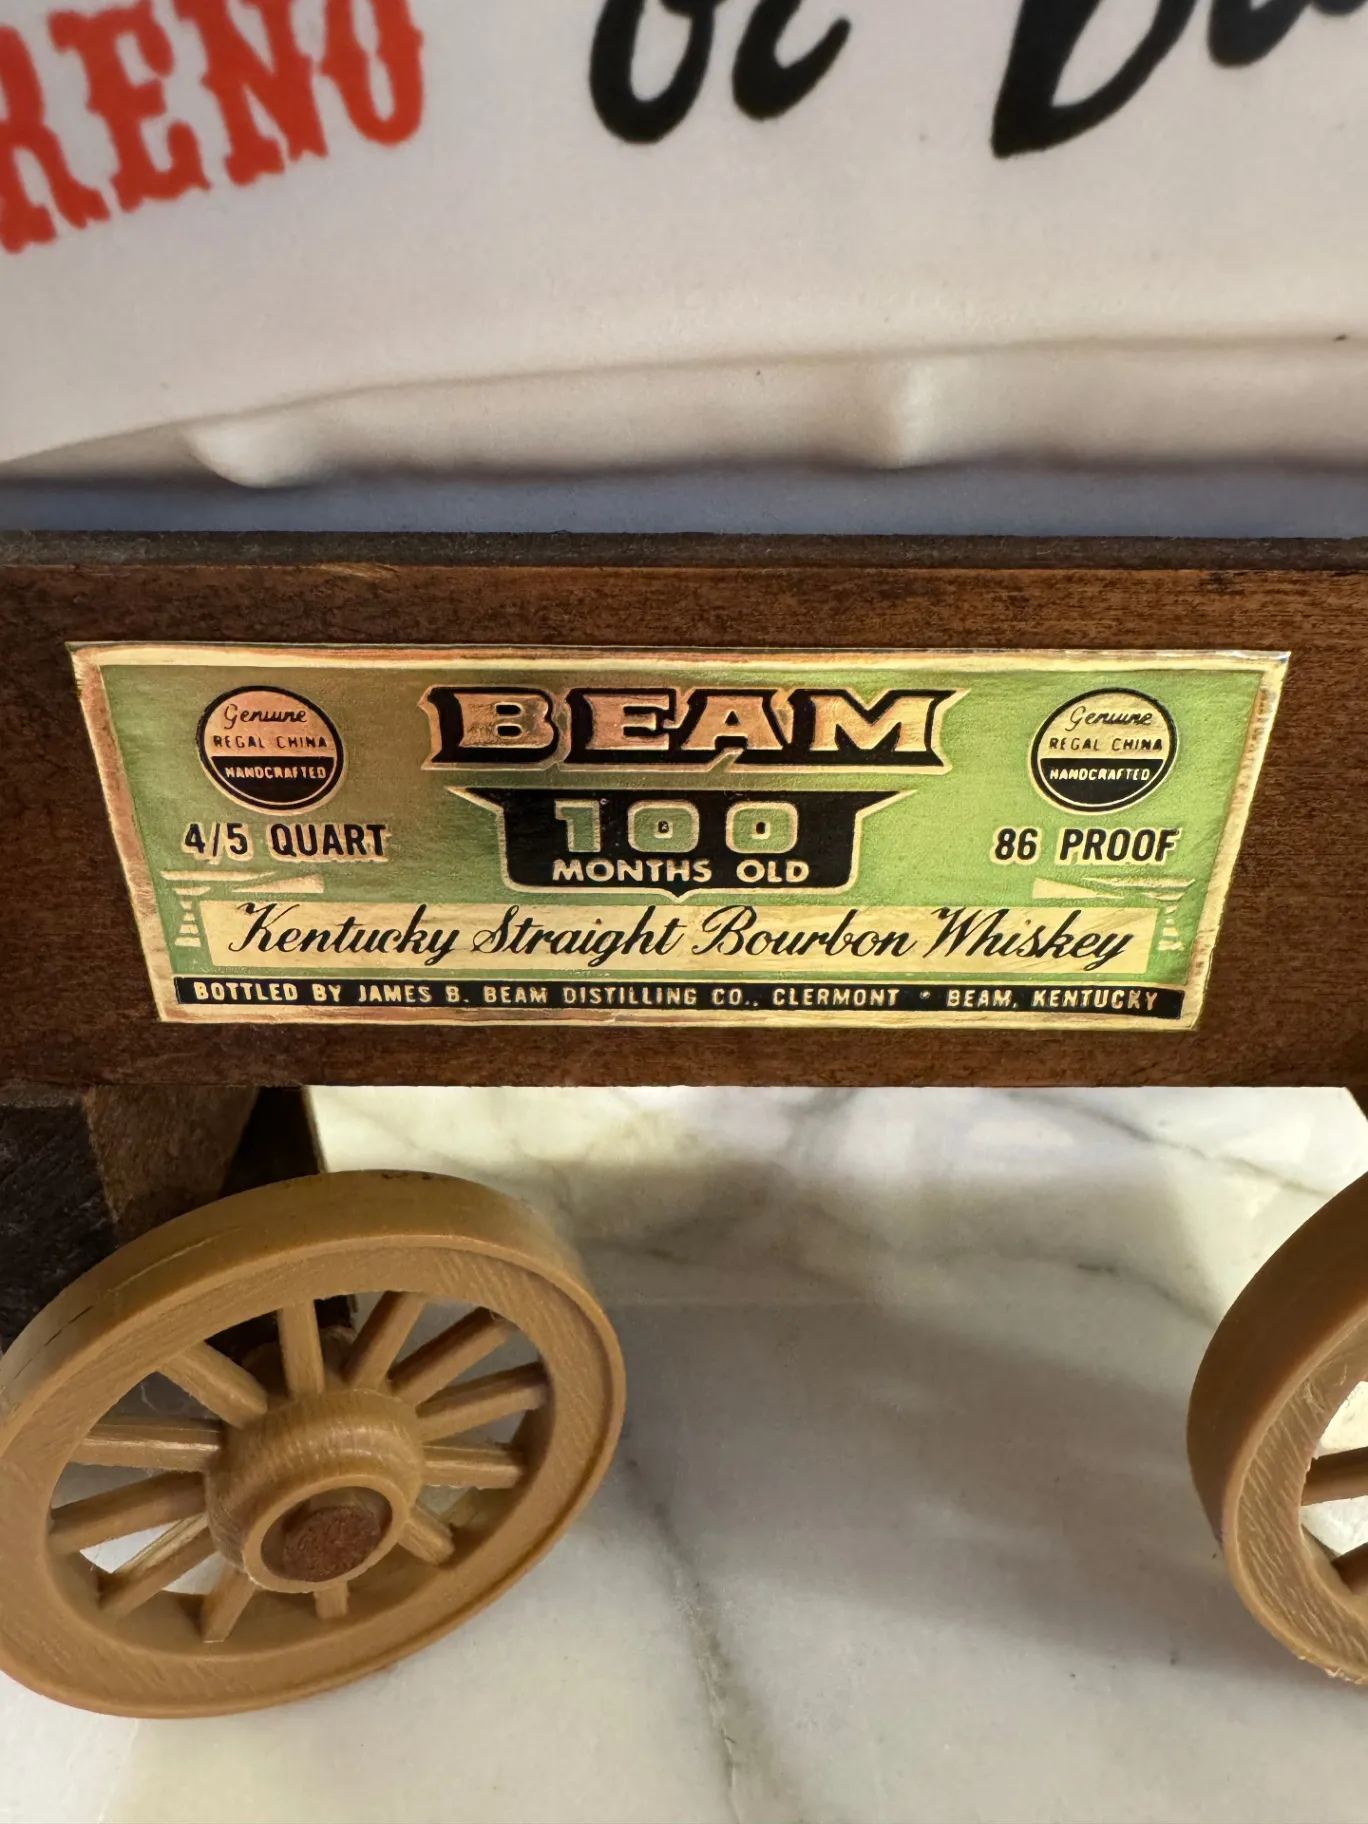 RENO
BEAM
Genuine
REGAL CHINA
HANDCRAFTED
Genuine
REGAL CHINA
HANDCRAFTED
100
MONTHS OLD
4/5 QUART
86 PROOF
Kentucky Straight Bourbon Whiskey
BOTTLED BY JAMES B. BEAM DISTILLING CO., CLERMONT • BEAM, KENTUCKY